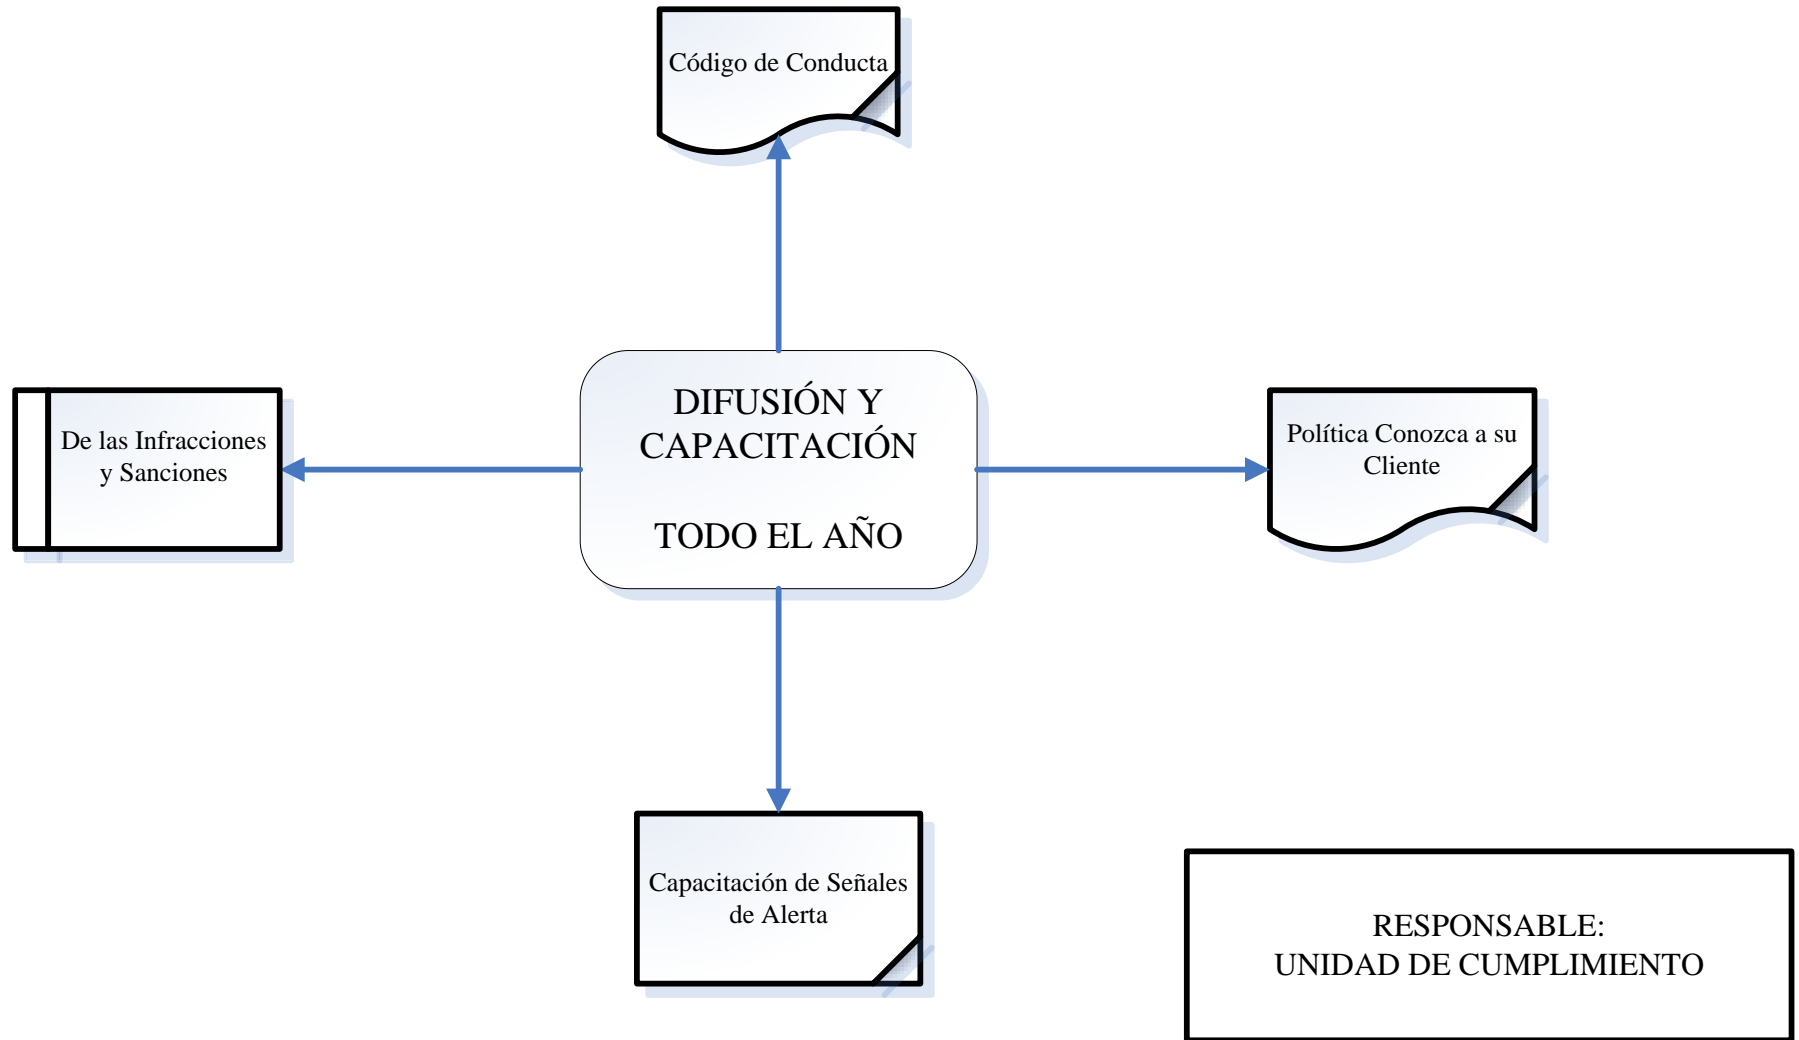 Código de Conducta
De las Infracciones
y Sanciones
DIFUSIÓN Y
CAPACITACIÓN
TODO EL AÑO
Política Conozca a su
Cliente
Capacitación de Señales
de Alerta
RESPONSABLE:
UNIDAD DE CUMPLIMIENTO